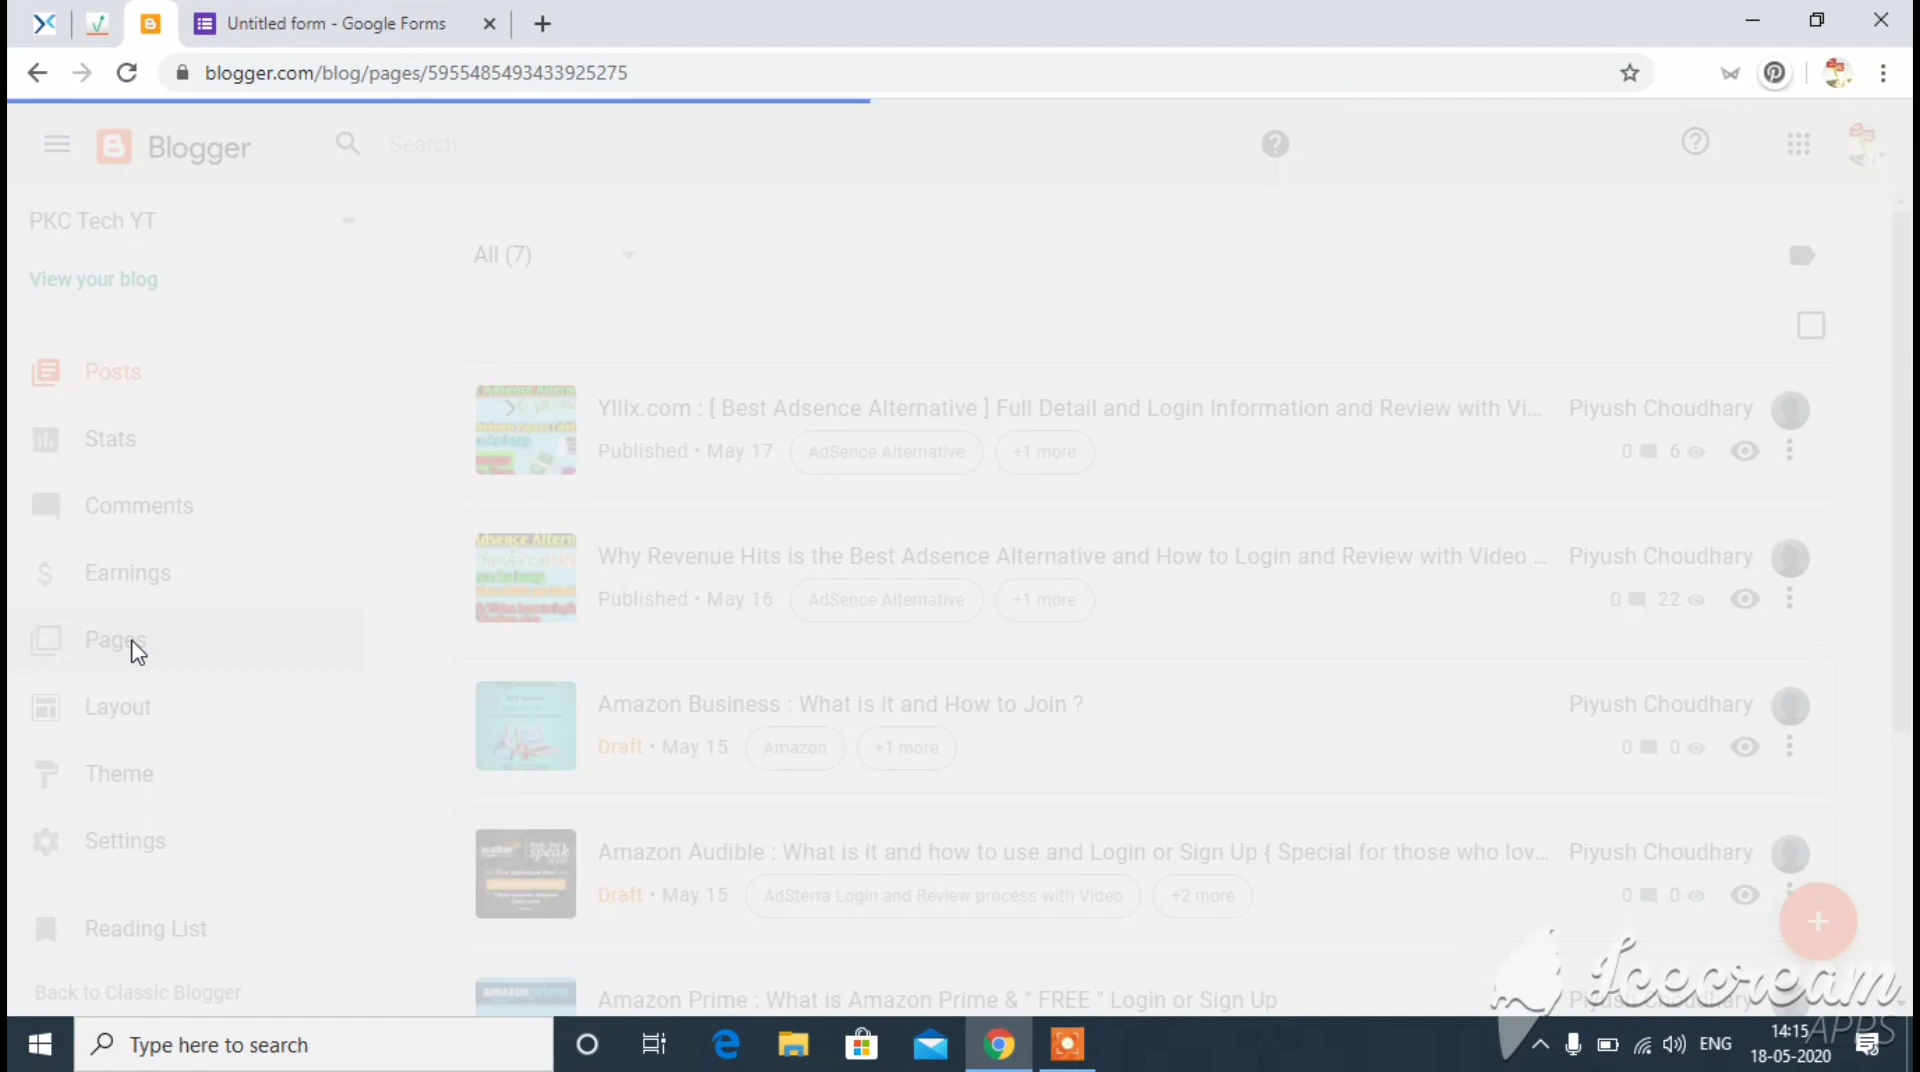 Untitled form - Google Forms
blogger.com/blog/pages/5955485493433925275
Blogger
Search
PKC Tech YT
View your blog
All (7)
Posts
Stats
Comments
Earnings
Pages
Layout
Theme
Settings
Reading List
Back to Classic Blogger
Yllix.com : [ Best Adsence Alternative ] Full Detail and Login Information and Review with Vi... Piyush Choudhary
Published • May 17 AdSence Alternative +1 more 0 6
Why Revenue Hits is the Best Adsence Alternative and How to Login and Review with Video ... Piyush Choudhary
Published • May 16 AdSence Alternative +1 more 0 22
Amazon Business : What is it and How to Join ? Piyush Choudhary
Draft • May 15 Amazon +1 more 0 0
Amazon Audible : What is it and how to use and Login or Sign Up { Special for those who lov... Piyush Choudhary
Draft • May 15 AdSterra Login and Review process with Video +2 more 0 0
amazon prime
Amazon Prime : What is Amazon Prime & " FREE " Login or Sign Up Piyush Choudhary
Icecream
APPS
Type here to search
ENG
14:15
18-05-2020